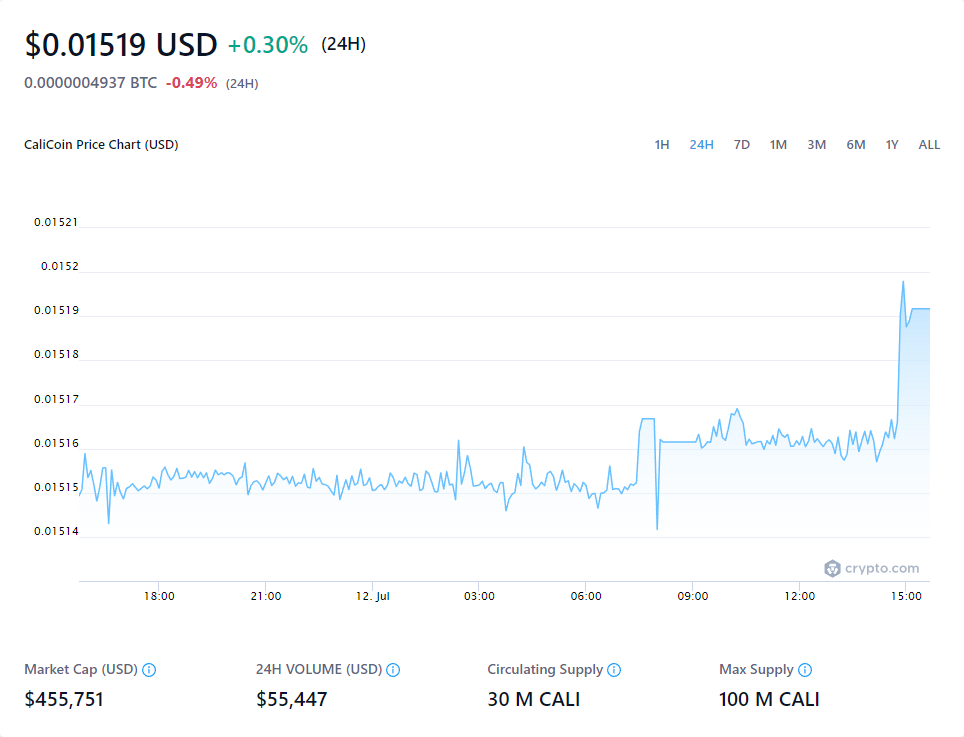 $0.01519 USD +0.30% (24H)
0.0000004937 BTC -0.49% (24H)
CaliCoin Price Chart (USD) 1H 24H 7D 1M 3M 6M 1Y ALL
0.01521
0.0152
0.01519
0.01518
0.01517
0.01516
0.01515
0.01514
crypto.com
18:00 21:00 12. Jul 03:00 06:00 09:00 12:00 15:00
Market Cap (USD) 24H VOLUME (USD) Circulating Supply Max Supply
$455,751 $55,447 30 M CALI 100 M CALI